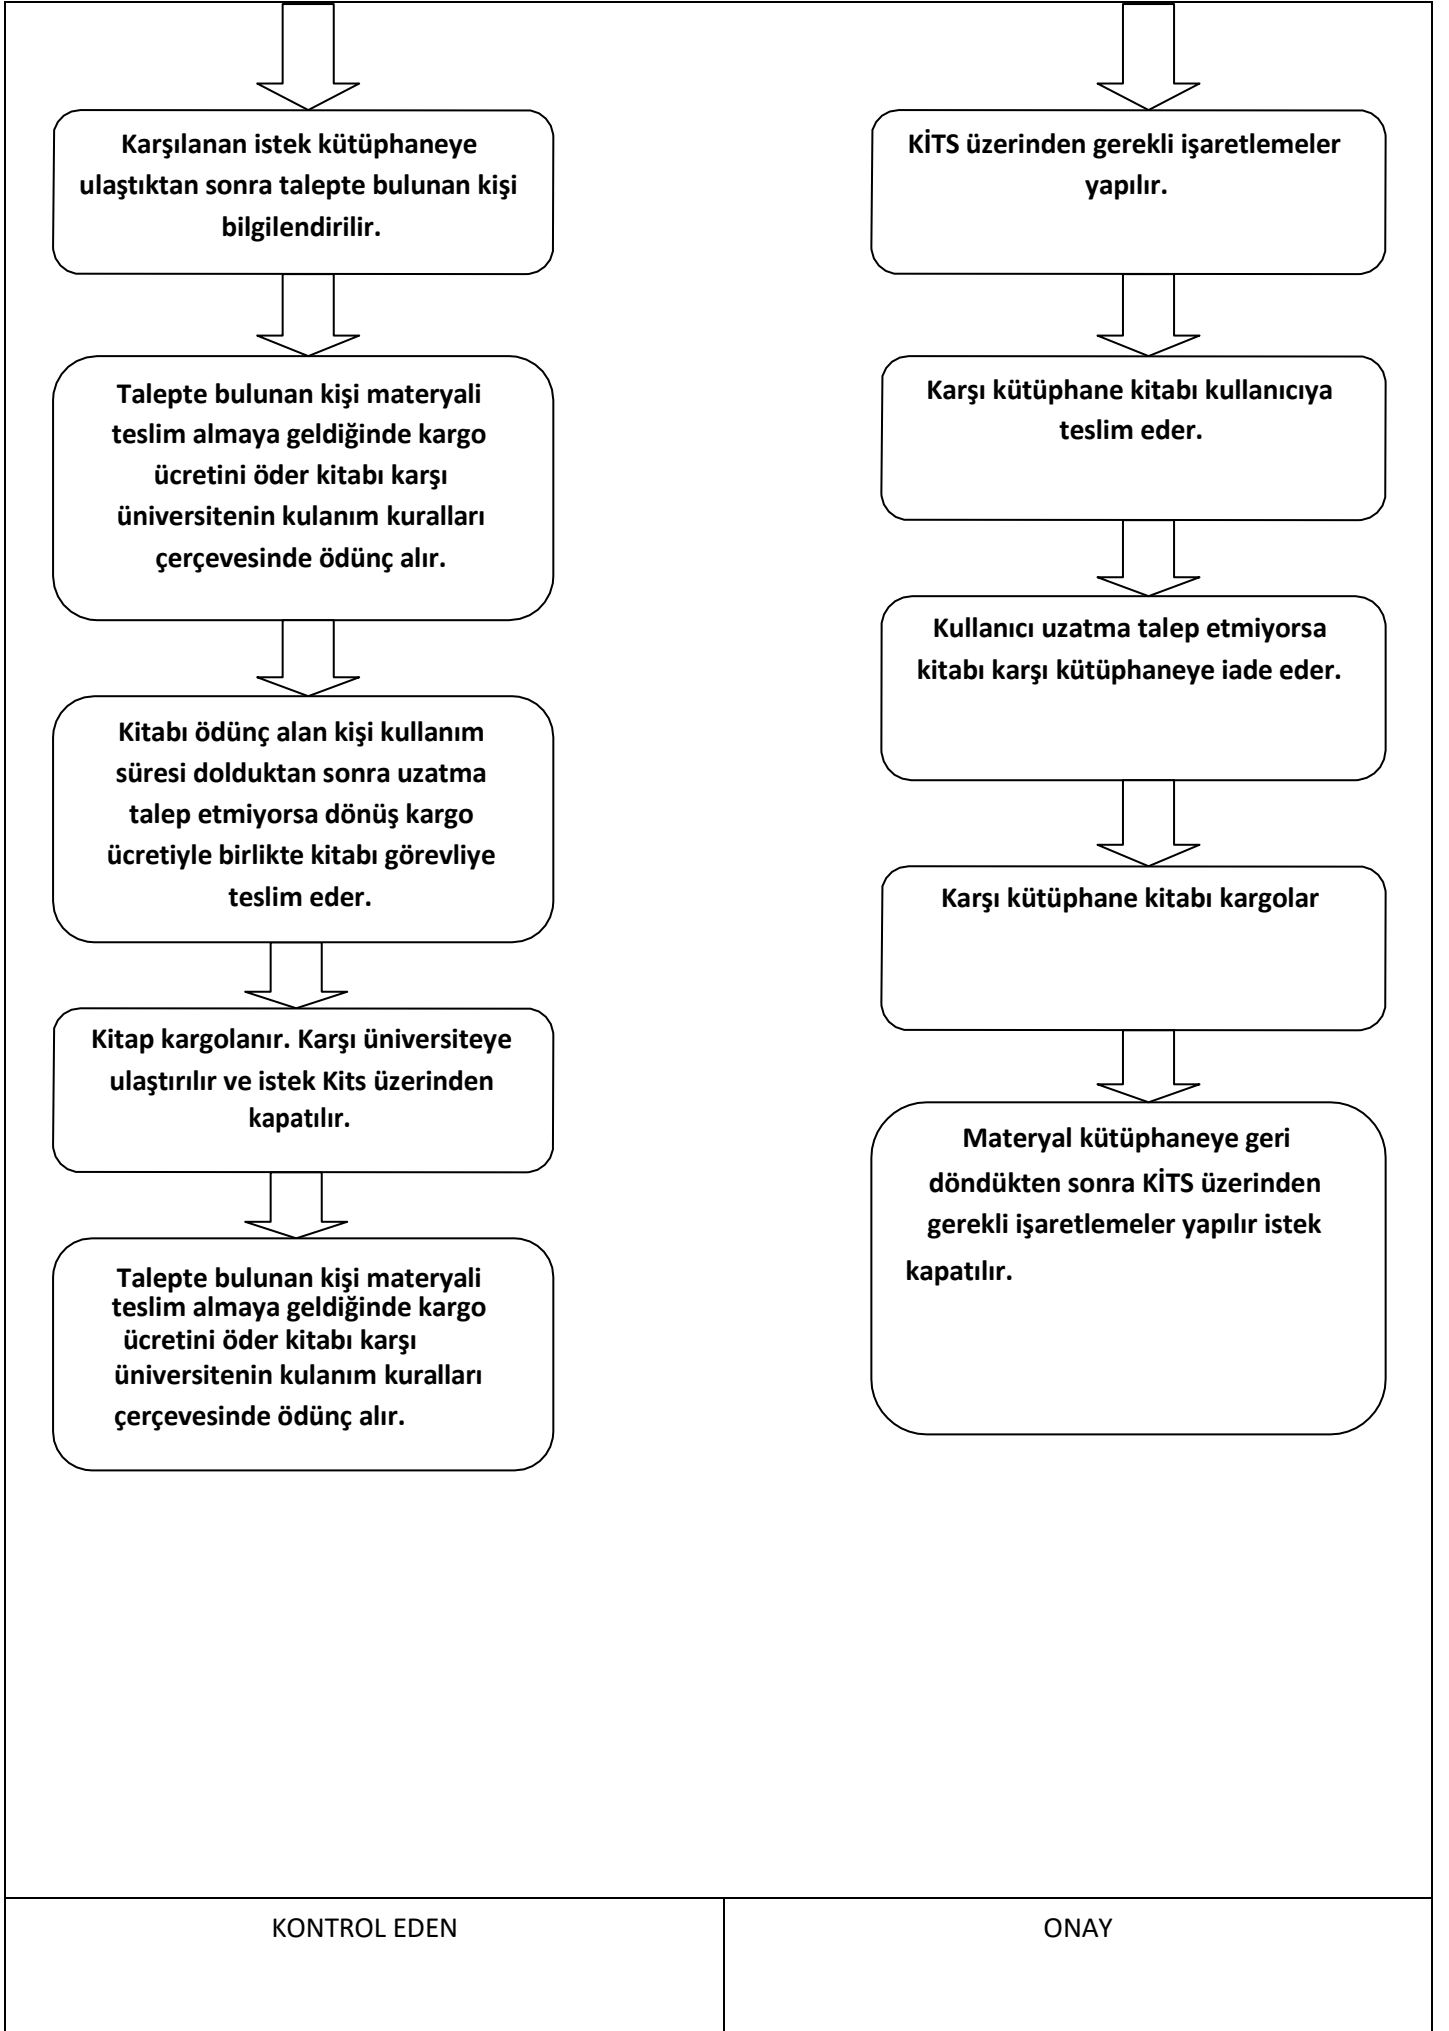 Karşılanan istek kütüphaneye
ulaştıktan sonra talepte bulunan kişi
bilgilendirilir.
Talepte bulunan kişi materyali
teslim almaya geldiğinde kargo
ücretini öder kitabı karşı
üniversitenin kulanım kuralları
çerçevesinde ödünç alır.
Kitabı ödünç alan kişi kullanım
süresi dolduktan sonra uzatma
talep etmiyorsa dönüş kargo
ücretiyle birlikte kitabı görevliye
teslim eder.
Kitap kargolanır. Karşı üniversiteye
ulaştırılır ve istek Kits üzerinden
kapatılır.
Talepte bulunan kişi materyali
teslim almaya geldiğinde kargo
ücretini öder kitabı karşı
üniversitenin kulanım kuralları
çerçevesinde ödünç alır.
KİTS üzerinden gerekli işaretlemeler
yapılır.
Karşı kütüphane kitabı kullanıcıya
teslim eder.
Kullanıcı uzatma talep etmiyorsa
kitabı karşı kütüphaneye iade eder.
Karşı kütüphane kitabı kargolar
Materyal kütüphaneye geri
döndükten sonra KİTS üzerinden
gerekli işaretlemeler yapılır istek
kapatılır.
KONTROL EDEN
ONAY